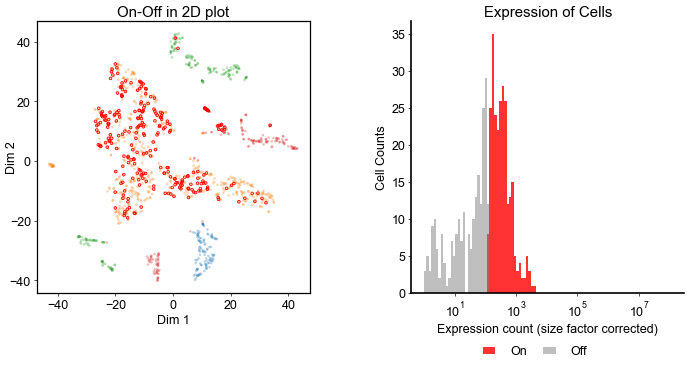 On-Off in 2D plot
Dim 2
40
20
0
−20
−40
−40 −20 0 20 40
Dim 1
Expression of Cells
Cell Counts
35
30
25
20
15
10
5
0
10^1 10^3 10^5 10^7
Expression count (size factor corrected)
On Off